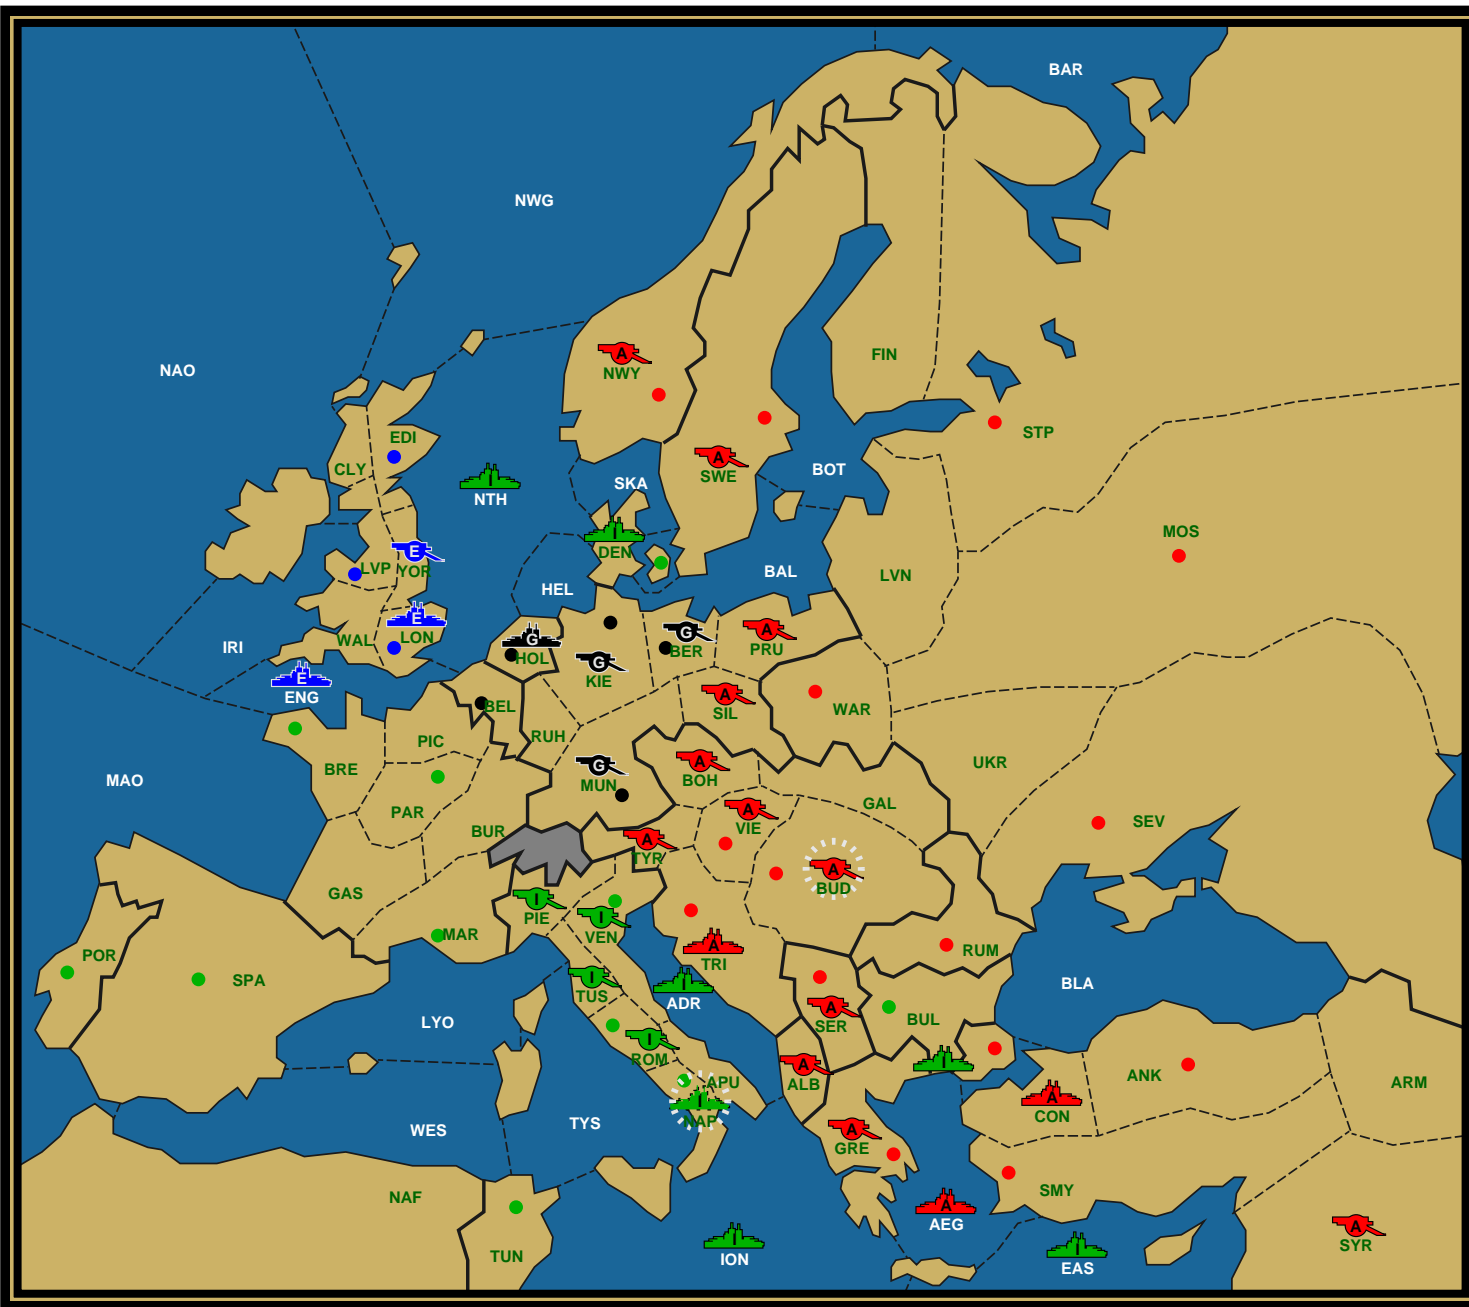 BAR
NWG
NAO
FIN
A
NWY
EDI
STP
CLY
A
SWE
BOT
SKA
I
NTH
MOS
I
DEN
E
YOR
LVP
BAL
LVN
HEL
E
LON
WAL
IRI
G
HOL
G
BER
A
PRU
G
KIE
E
ENG
BEL
A
SIL
WAR
RUH
PIC
BRE
A
BOH
UKR
G
MUN
MAO
PAR
A
VIE
GAL
SEV
BUR
A
TYR
A
BUD
GAS
I
PIE
I
VEN
MAR
A
TRI
RUM
POR
SPA
I
TUS
I
ADR
BLA
A
SER
BUL
LYO
I
ROM
I
A
ALB
APU
ANK
ARM
I
NAP
A
CON
TYS
WES
A
GRE
NAF
SMY
A
AEG
A
SYR
I
ION
I
EAS
TUN